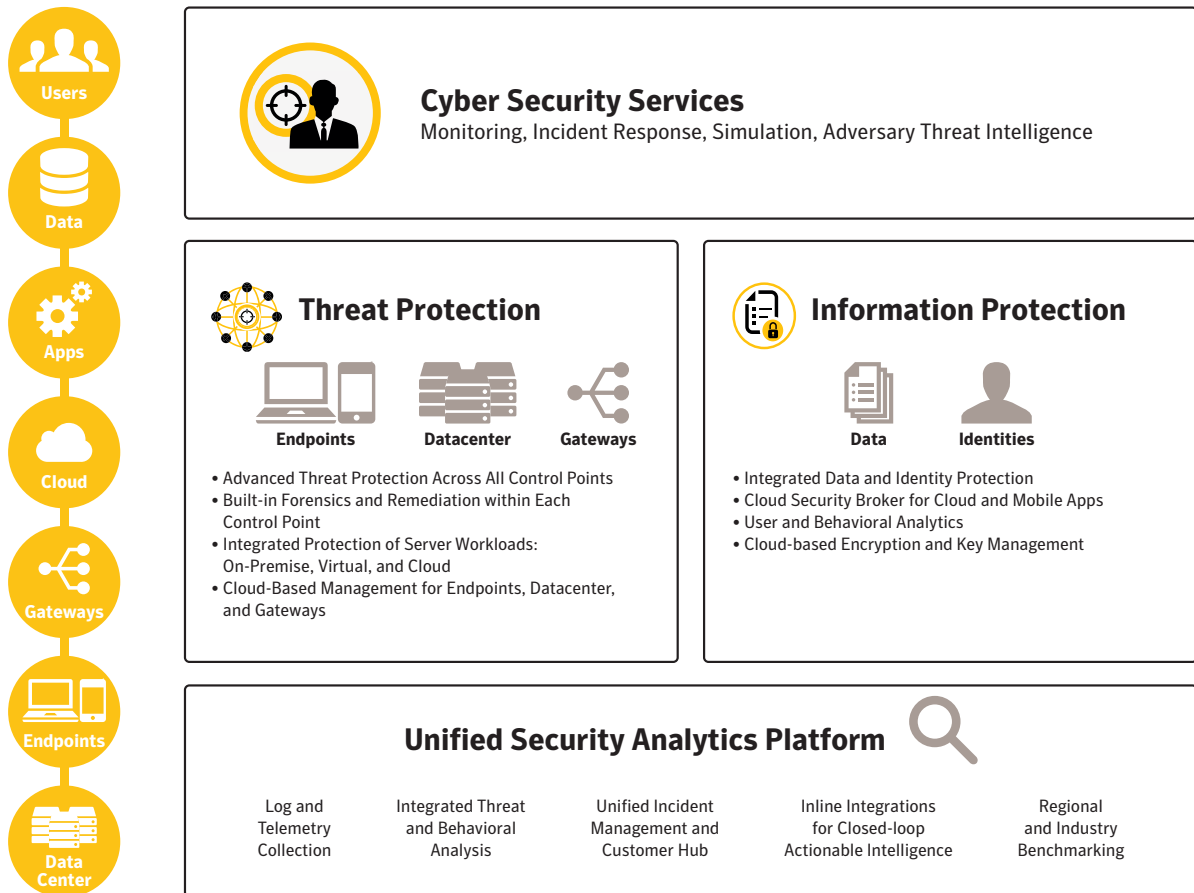 Users
Data
Apps
Cloud
Gateways
Endpoints
Data
Center
Cyber Security Services
Monitoring, Incident Response, Simulation, Adversary Threat Intelligence
Threat Protection
Endpoints
Datacenter
Gateways
• Advanced Threat Protection Across All Control Points
• Built-in Forensics and Remediation within Each
Control Point
• Integrated Protection of Server Workloads:
On-Premise, Virtual, and Cloud
• Cloud-Based Management for Endpoints, Datacenter,
and Gateways
Information Protection
Data
Identities
• Integrated Data and Identity Protection
• Cloud Security Broker for Cloud and Mobile Apps
• User and Behavioral Analytics
• Cloud-based Encryption and Key Management
Unified Security Analytics Platform
Log and
Telemetry
Collection
Integrated Threat
and Behavioral
Analysis
Unified Incident
Management and
Customer Hub
Inline Integrations
for Closed-loop
Actionable Intelligence
Regional
and Industry
Benchmarking